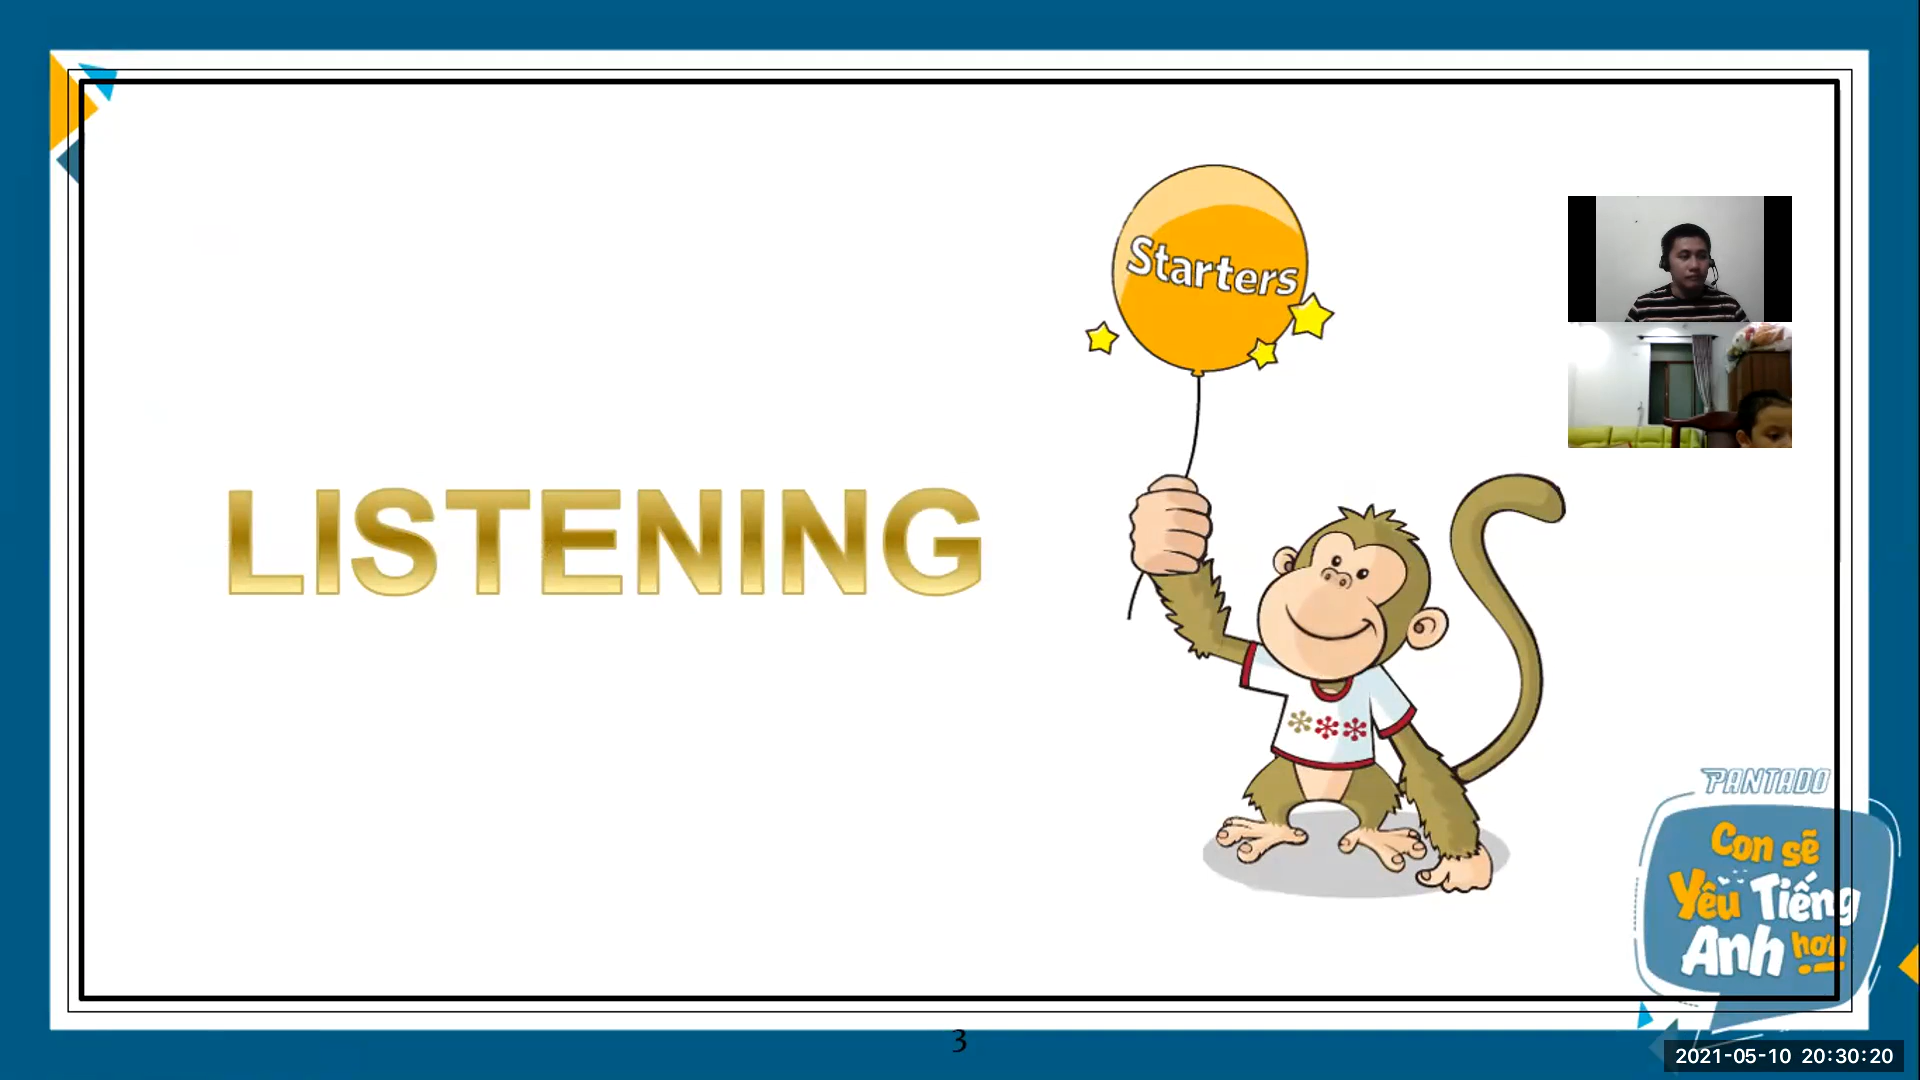 Starters
LISTENING
PANTADO
Con sẽ
Yêu Tiếng
Anh hơn
3
2021-05-10 20:30:20